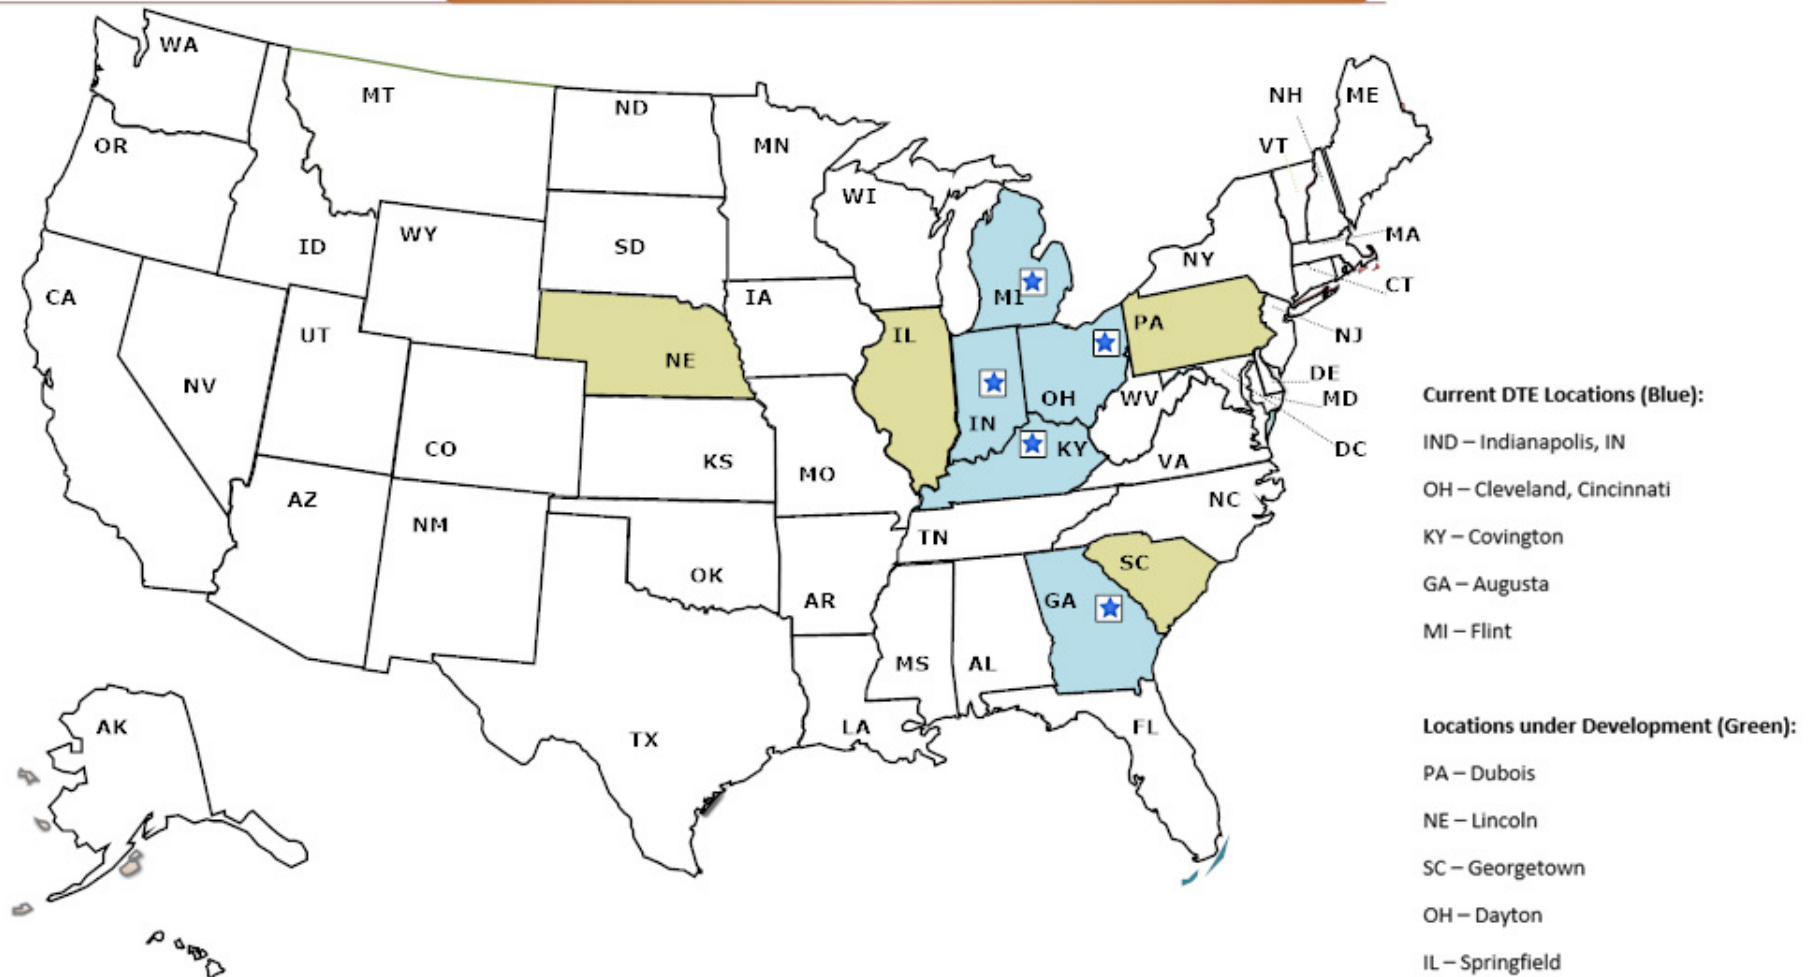 WA
MT
ND
MN
OR
ID
WY
SD
WI
CA
NV
UT
IA
NE
CO
KS
MO
IL
MI
IN
OH
KY
PA
NY
NH
ME
VT
MA
CT
NJ
DE
MD
DC
WV
VA
NC
TN
SC
GA
AZ
NM
OK
AR
MS
AL
LA
TX
FL
AK
Current DTE Locations (Blue):
IND – Indianapolis, IN
OH – Cleveland, Cincinnati
KY – Covington
GA – Augusta
MI – Flint
Locations under Development (Green):
PA – Dubois
NE – Lincoln
SC – Georgetown
OH – Dayton
IL – Springfield